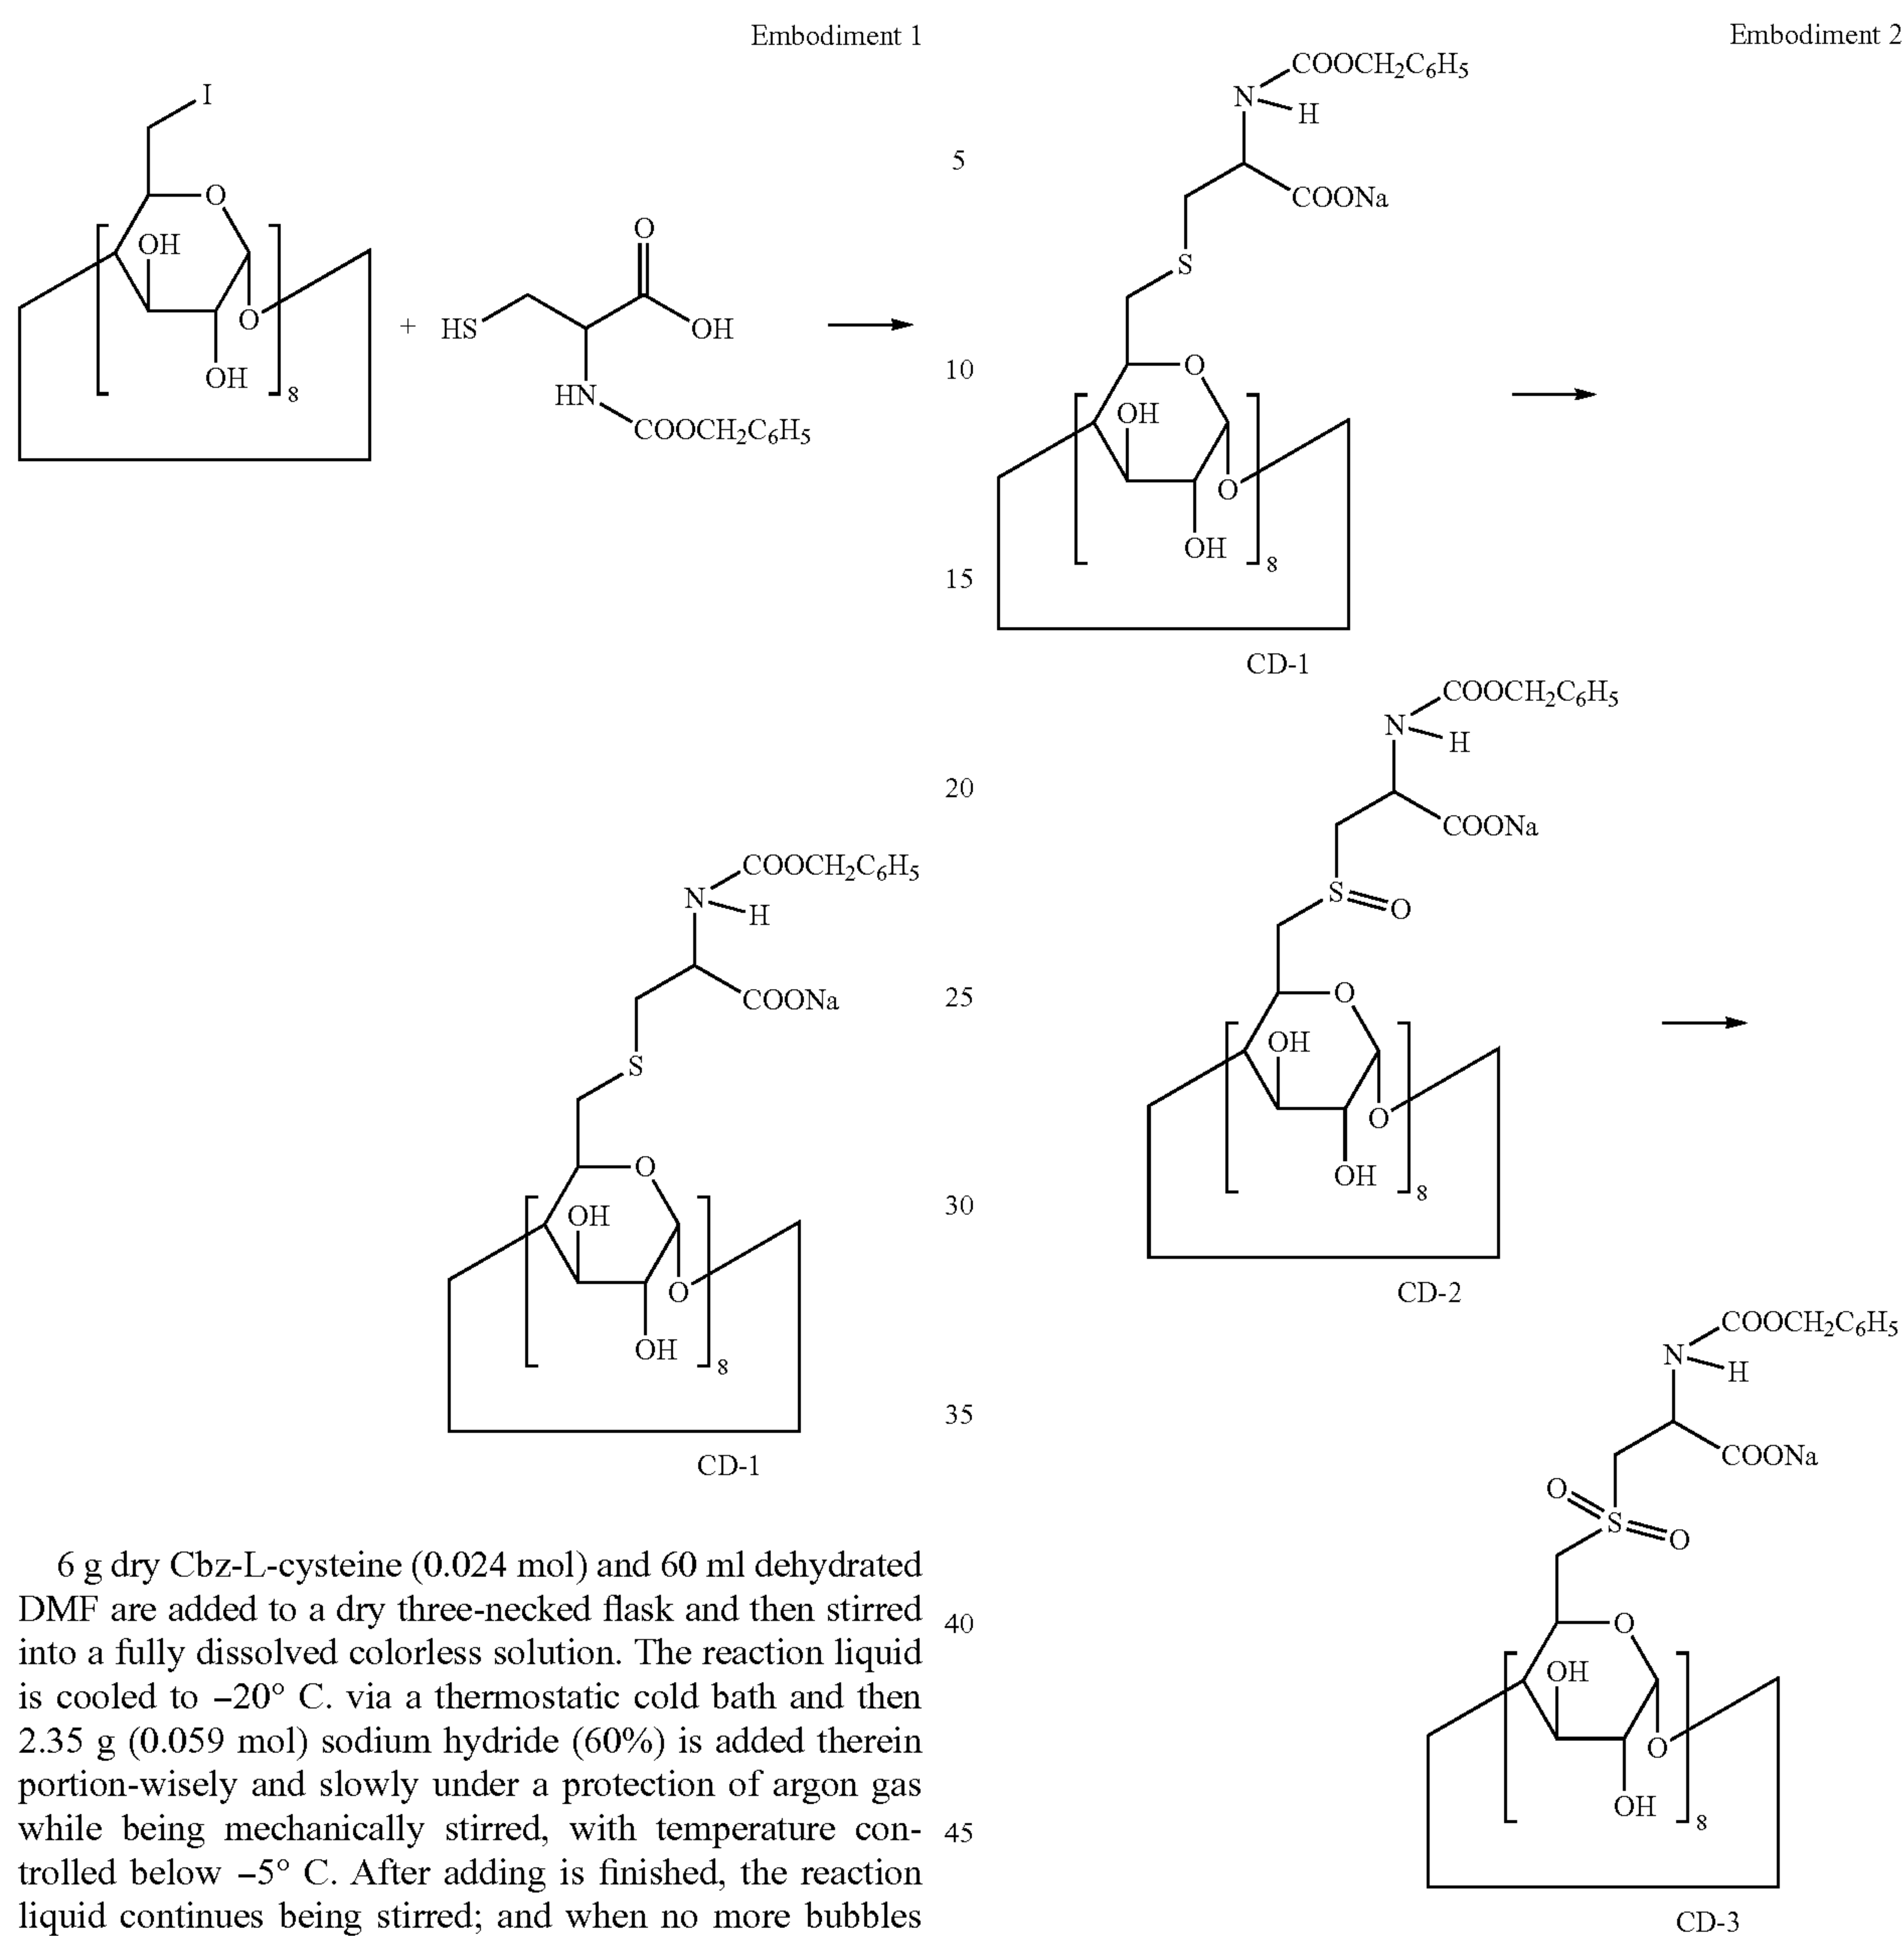 Embodiment 1
I
O
OH
O
OH
8
+
HS
O
OH
HN
COOCH2C6H5
COOCH2C6H5
N
H
COONa
S
O
OH
O
OH
8
CD-1
6 g dry Cbz-L-cysteine (0.024 mol) and 60 ml dehydrated
DMF are added to a dry three-necked flask and then stirred
into a fully dissolved colorless solution. The reaction liquid
is cooled to –20° C. via a thermostatic cold bath and then
2.35 g (0.059 mol) sodium hydride (60%) is added therein
portion-wisely and slowly under a protection of argon gas
while being mechanically stirred, with temperature con-
trolled below –5° C. After adding is finished, the reaction
liquid continues being stirred; and when no more bubbles
5
10
15
20
25
30
35
40
45
Embodiment 2
COOCH2C6H5
N
H
COONa
S
O
OH
O
OH
8
CD-1
COOCH2C6H5
N
H
COONa
S
O
O
OH
O
OH
8
CD-2
COOCH2C6H5
N
H
COONa
O
S
O
O
OH
O
OH
8
CD-3